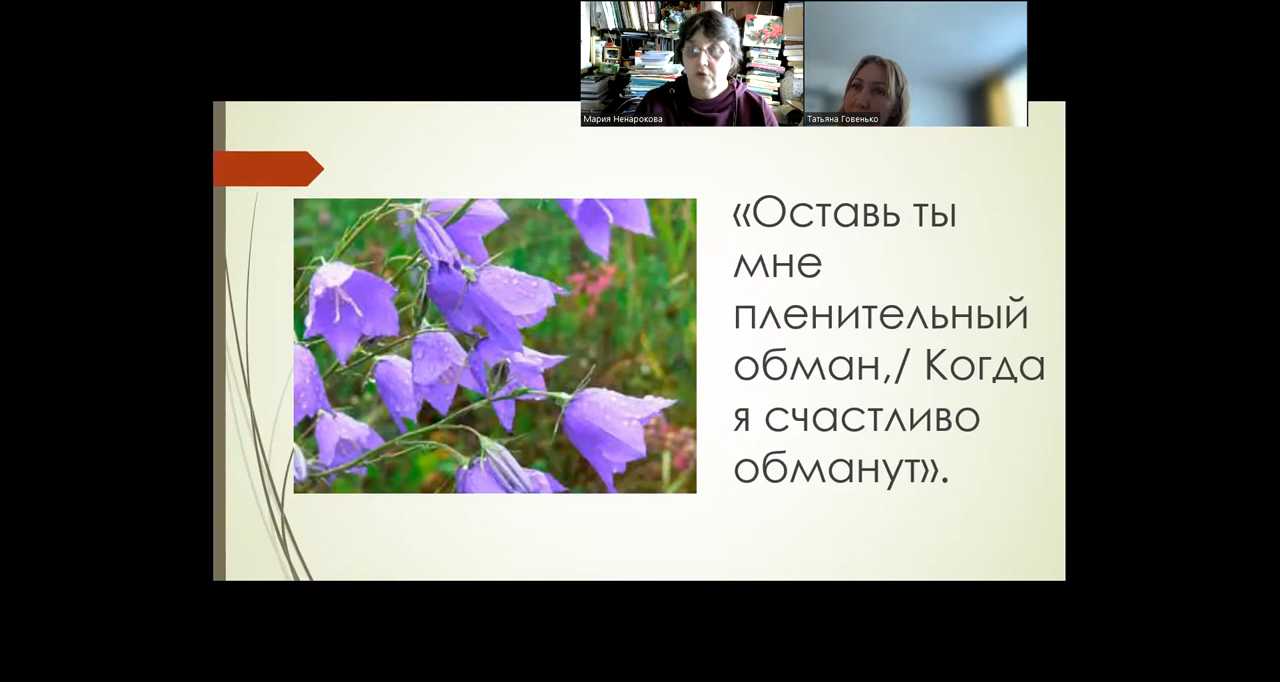 Мария Ненарокова
Татьяна Говенько
«Оставь ты
мне
пленительный
обман,/ Когда
я счастливо
обманут».